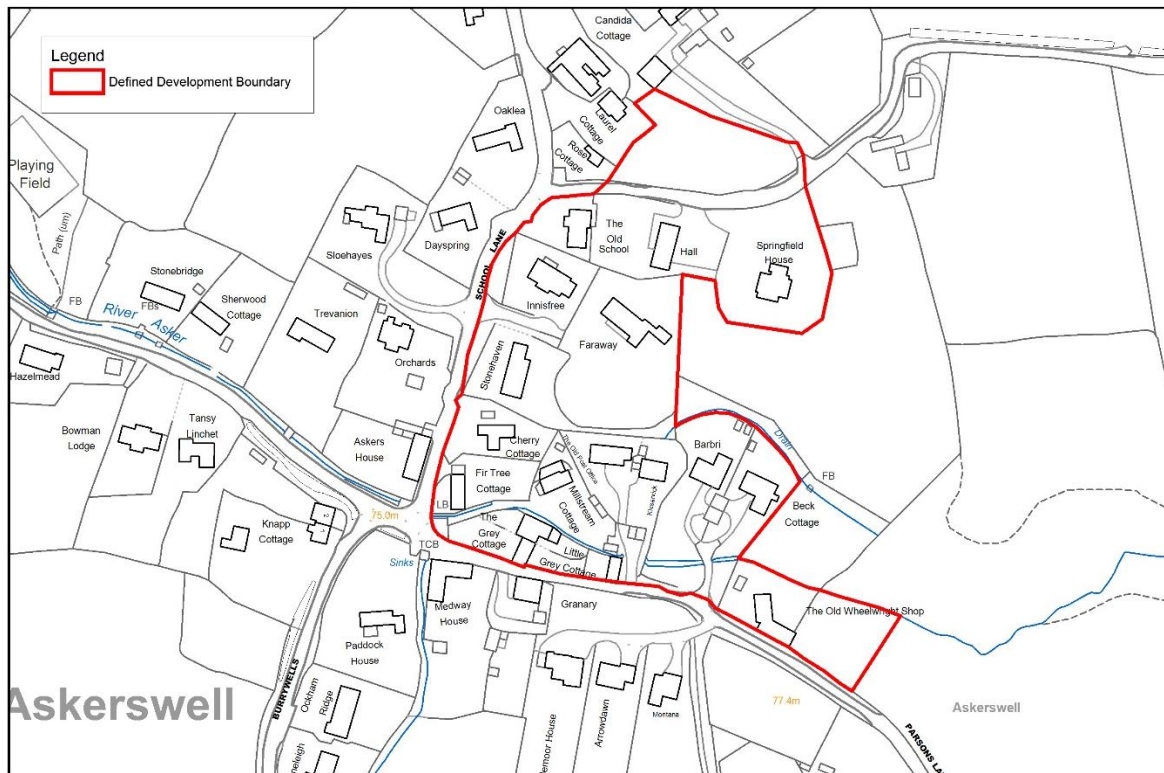 Legend
Defined Development Boundary
Candida
Cottage
Oaklea
Laurel
Cottage
Rose
Cottage
Playing
Field
Path (um)
Sloehayes
Dayspring
SCHOOL LANE
The
Old
School
Hall
Springfield
House
Stonebridge
FB
FBs
Sherwood
Cottage
River Asker
Trevanion
Innisfree
Faraway
Orchards
Stonehaven
Hazelmead
Bowman
Lodge
Tansy
Linchet
Askers
House
Cherry
Cottage
The Old Post Office
Barbri
Drain
FB
Fir Tree
Cottage
Millstream
Cottage
Beck
Cottage
LB
75.0m
The
Grey
Cottage
Little
Grey Cottage
Knapp
Cottage
TCB
Sinks
Medway
House
Granary
The Old Wheelwright Shop
Paddock
House
BURRYWELLS
Ockham
Ridge
Askerswell
emoor House
Arrowdawn
Montana
77.4m
Askerswell
PARSONS LA
neleigh